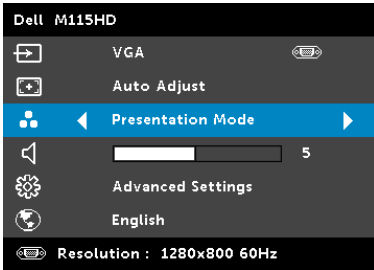 Dell M115HD
VGA
Auto Adjust
Presentation Mode
5
Advanced Settings
English
Resolution : 1280x800 60Hz